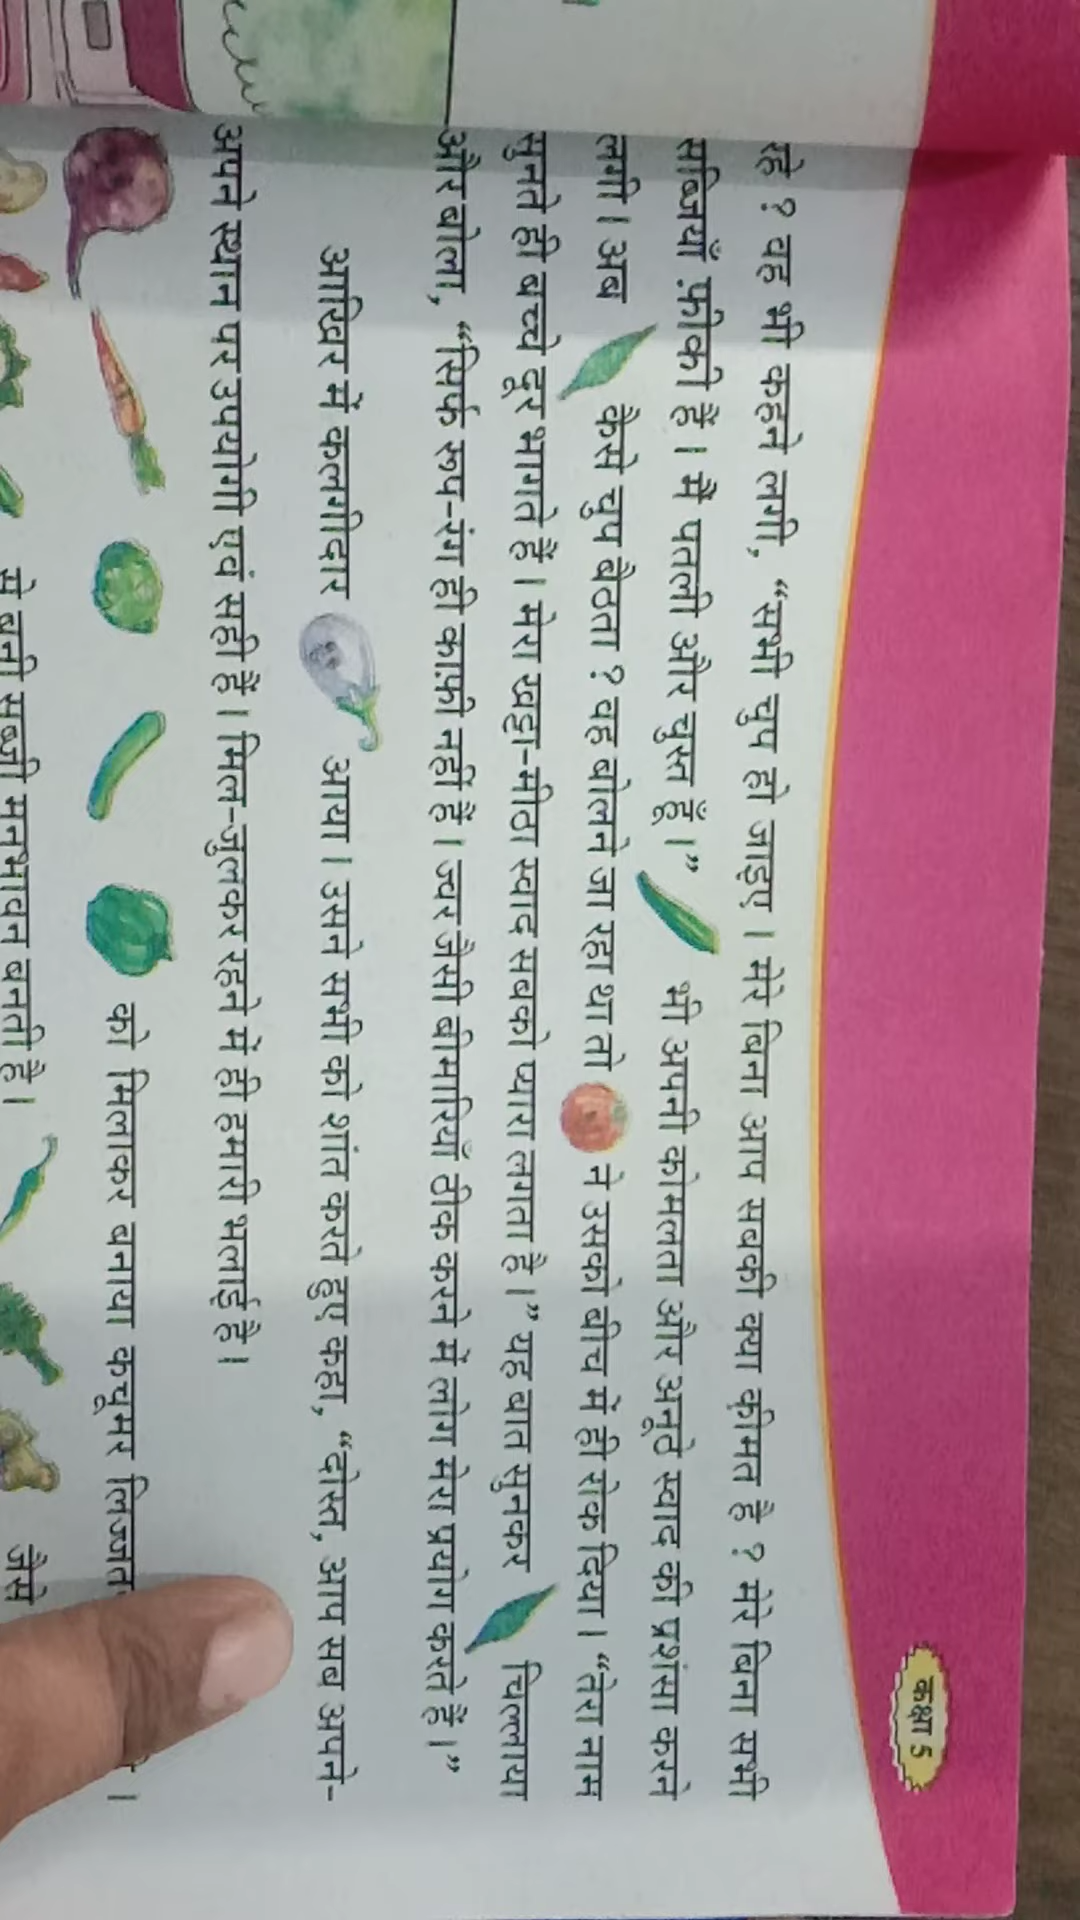 कक्षा 5
रहे ? वह भी कहने लगी, “सभी चुप हो जाइए । मेरे बिना आप सबकी क्या क़ीमत है ? मेरे बिना सभी
सब्ज़ियाँ फ़ीकी हैं । मैं पतली और चुस्त हूँ ।” भी अपनी कोमलता और अनूठे स्वाद की प्रशंसा करने
लगी । अब कैसे चुप बैठता ? वह बोलने जा रहा था तो ने उसको बीच में ही रोक दिया । “तेरा नाम
सुनते ही बच्चे दूर भागते हैं । मेरा खट्टा-मीठा स्वाद सबको प्यारा लगता है ।” यह बात सुनकर चिल्लाया
और बोला, “सिर्फ रूप-रंग ही काफ़ी नहीं है । ज्वर जैसी बीमारियाँ ठीक करने में लोग मेरा प्रयोग करते हैं ।”
आखिर में कलगीदार आया । उसने सभी को शांत करते हुए कहा, “दोस्त, आप सब अपने-
अपने स्थान पर उपयोगी एवं सही हैं । मिल-जुलकर रहने में ही हमारी भलाई है ।
को मिलाकर बनाया कचूमर ।
से बनी सब्ज़ी मनभावन बनती है । जैसे